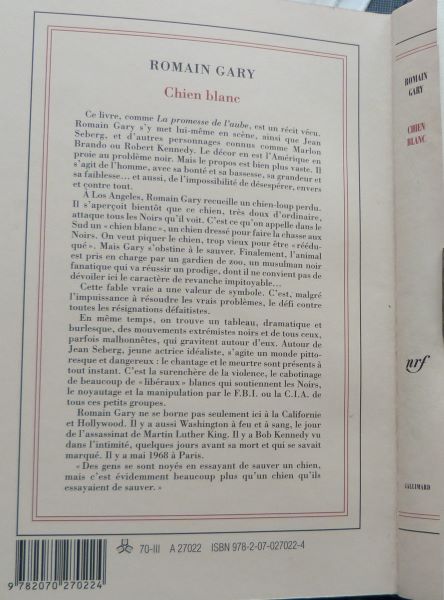 ROMAIN GARY
Chien blanc
Ce livre, comme La promesse de l'aube, est un récit vécu.
Romain Gary s'y met lui-même en scène, ainsi que Jean
Seberg, et d'autres personnages connus comme Marlon
Brando ou Robert Kennedy. Le décor en est l'Amérique en
proie au problème noir. Mais le propos est bien plus vaste. Il
s'agit de l'homme, avec sa bonté et sa bassesse, sa grandeur et
sa faiblesse... et aussi, de l'impossibilité de désespérer, envers
et contre tout.
À Los Angeles, Romain Gary recueille un chien-loup perdu.
Il s'aperçoit bientôt que ce chien, très doux d'ordinaire,
attaque tous les Noirs qu'il voit. C'est ce qu'on appelle dans le
Sud un « chien blanc », un chien dressé pour faire la chasse aux
Noirs. On veut piquer le chien, trop vieux pour être « réédu-
qué ». Mais Gary s'obstine à le sauver. Finalement, l'animal
est pris en charge par un gardien de zoo, un musulman noir
fanatique qui va réussir un prodige, dont il ne convient pas de
dévoiler ici le caractère de revanche impitoyable...
Cette fable vraie a une valeur de symbole. C'est, malgré
l'impuissance à résoudre les vrais problèmes, le défi contre
toutes les résignations défaitistes.
En même temps, on trouve un tableau, dramatique et
burlesque, des mouvements extrémistes noirs et de tous ceux,
parfois malhonnêtes, qui gravitent autour d'eux. Autour de
Jean Seberg, jeune actrice idéaliste, s'agite un monde pitto-
resque et dangereux : le chantage et le meurtre sont présents à
tout instant. C'est la surenchère de la violence, le cabotinage
de beaucoup de « libéraux » blancs qui soutiennent les Noirs,
le noyautage et la manipulation par le F.B.I. ou la C.I.A. de
tous ces petits groupes.
Romain Gary ne se borne pas seulement ici à la Californie
et Hollywood. Il y a aussi Washington à feu et à sang, le jour
de l'assassinat de Martin Luther King. Il y a Bob Kennedy vu
dans l'intimité, quelques jours avant sa mort et qui se savait
marqué. Il y a mai 1968 à Paris.
« Des gens se sont noyés en essayant de sauver un chien,
mais c'est évidemment beaucoup plus qu'un chien qu'ils
essayaient de sauver. »
70-III A 27022 ISBN 978-2-07-027022-4
9 782070 270224
ROMAIN
GARY
CHIEN
BLANC
nrf
GALLIMARD